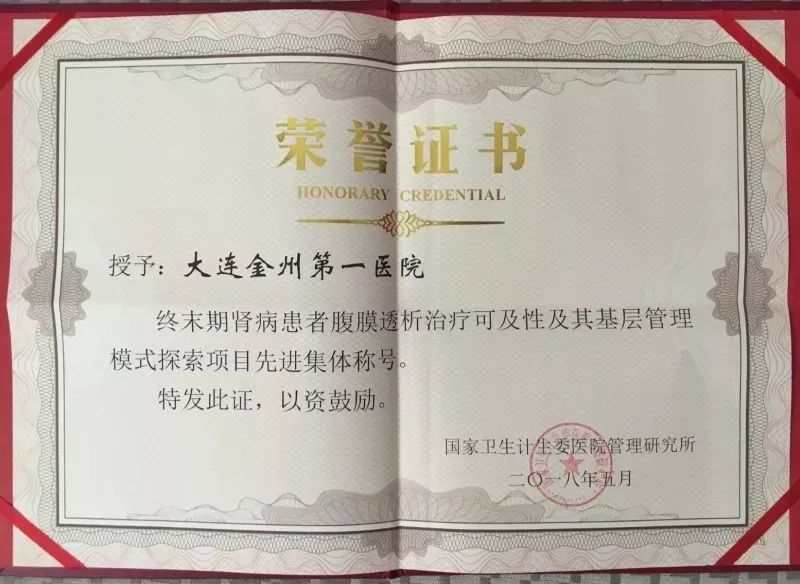 荣誉证书
HONORARY CREDENTIAL
授予：大连金州第一医院
终末期肾病患者腹膜透析治疗可及性及其基层管理
模式探索项目先进集体称号。
特发此证，以资鼓励。
国家卫生计生委医院管理研究所
二〇一八年五月